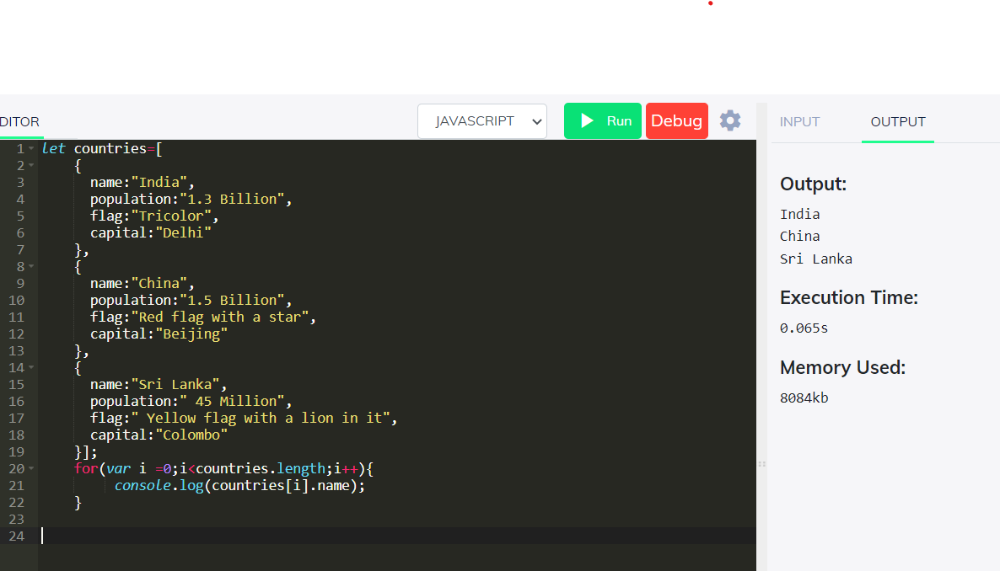 DITOR
JAVASCRIPT
Run
Debug
INPUT
OUTPUT
1 let countries=[
2     {
3       name:"India",
4       population:"1.3 Billion",
5       flag:"Tricolor",
6       capital:"Delhi"
7     },
8     {
9       name:"China",
10       population:"1.5 Billion",
11       flag:"Red flag with a star",
12       capital:"Beijing"
13     },
14     {
15       name:"Sri Lanka",
16       population:" 45 Million",
17       flag:" Yellow flag with a lion in it",
18       capital:"Colombo"
19     }];
20     for(var i =0;i<countries.length;i++){
21          console.log(countries[i].name);
22     }
23
24
Output:
India
China
Sri Lanka
Execution Time:
0.065s
Memory Used:
8084kb